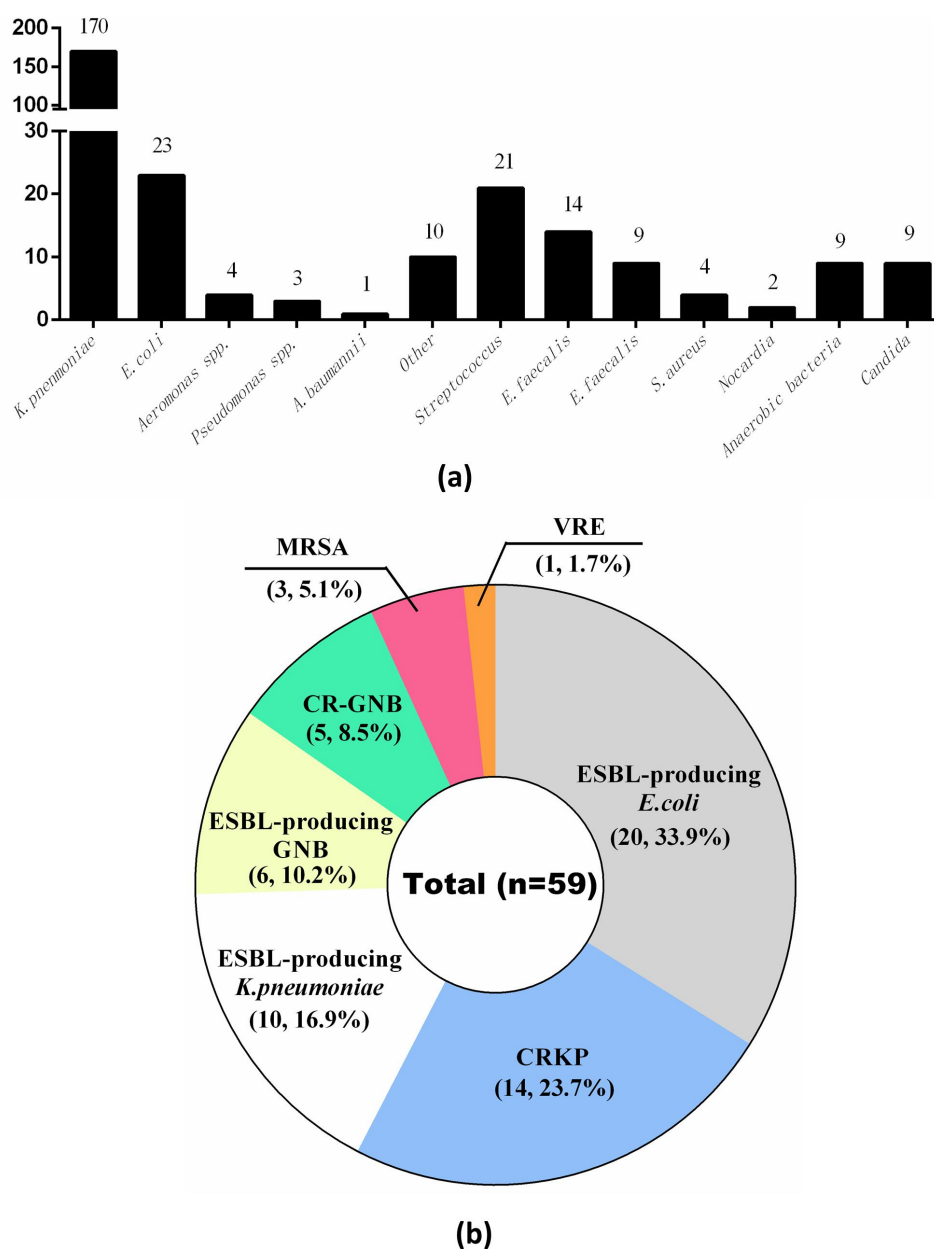 200
150
100
30
20
10
0
170
23
4
3
1
10
21
14
9
4
2
9
9
K.pnenmoniae
E.coli
Aeromonas spp.
Pseudomonas spp.
A.baumannii
Other
Streptococcus
E.faecalis
E.faecalis
S.aureus
Nocardia
Anaerobic bacteria
Candida
(a)
VRE
(1, 1.7%)
MRSA
(3, 5.1%)
CR-GNB
(5, 8.5%)
ESBL-producing
E.coli
(20, 33.9%)
ESBL-producing
GNB
(6, 10.2%)
Total (n=59)
ESBL-producing
K.pneumoniae
(10, 16.9%)
CRKP
(14, 23.7%)
(b)